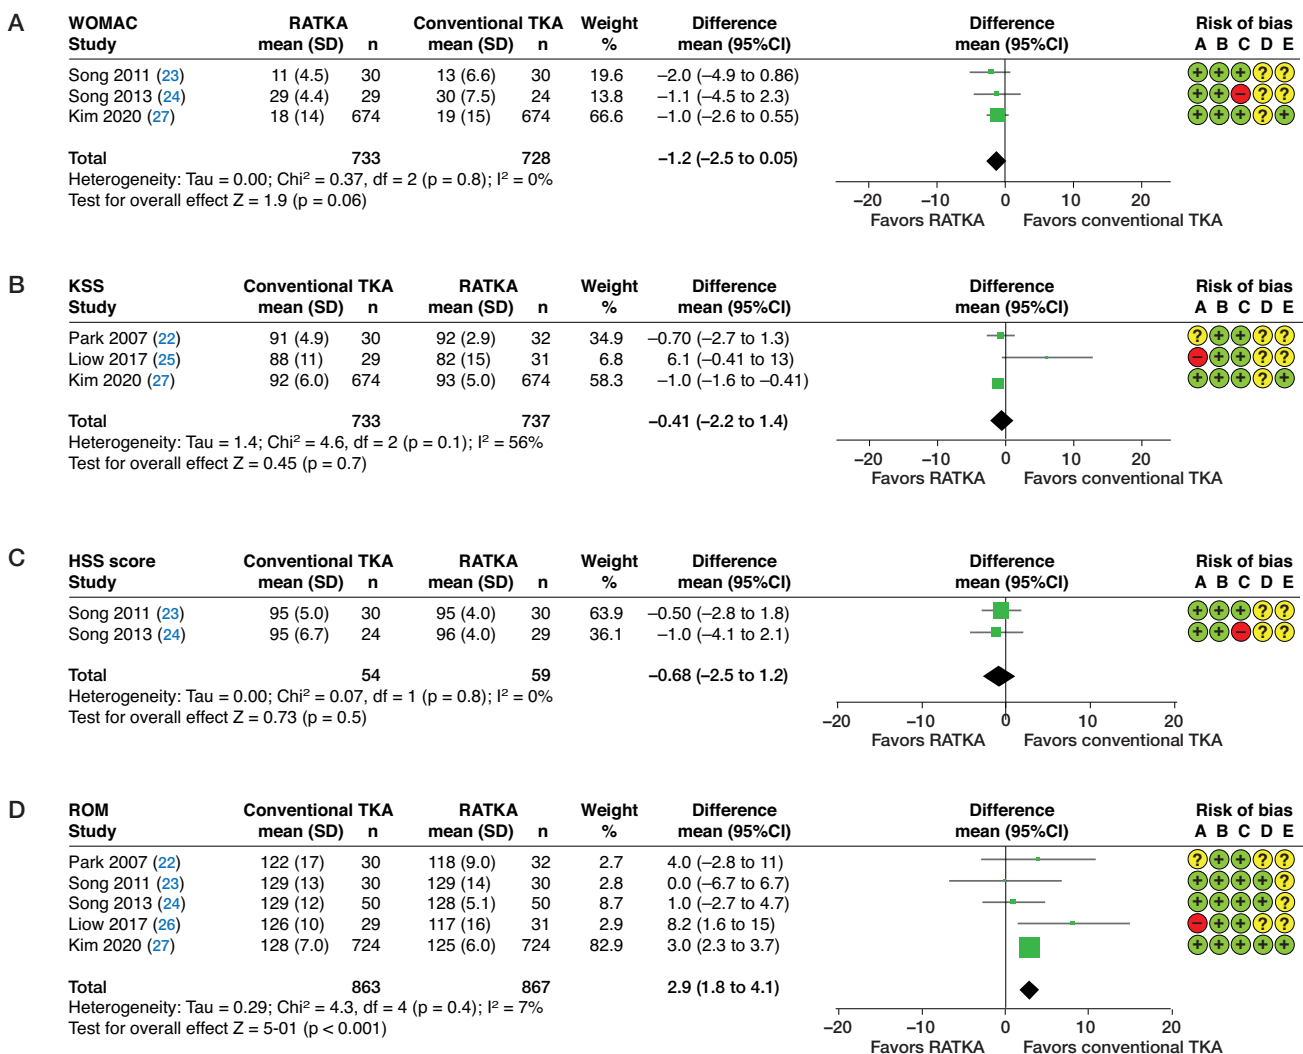 A
WOMAC RATKA Conventional TKA Weight Difference Difference Risk of bias
Study mean (SD) n mean (SD) n % mean (95%CI) mean (95%CI) A B C D E
Song 2011 (23) 11 (4.5) 30 13 (6.6) 30 19.6 –2.0 (–4.9 to 0.86) + + + ? ?
Song 2013 (24) 29 (4.4) 29 30 (7.5) 24 13.8 –1.1 (–4.5 to 2.3) + + – ? ?
Kim 2020 (27) 18 (14) 674 19 (15) 674 66.6 –1.0 (–2.6 to 0.55) + + + ? +
Total 733 728 –1.2 (–2.5 to 0.05)
Heterogeneity: Tau = 0.00; Chi² = 0.37, df = 2 (p = 0.8); I² = 0%
Test for overall effect Z = 1.9 (p = 0.06)
–20 –10 0 10 20
Favors RATKA Favors conventional TKA
B
KSS Conventional TKA RATKA Weight Difference Difference Risk of bias
Study mean (SD) n mean (SD) n % mean (95%CI) mean (95%CI) A B C D E
Park 2007 (22) 91 (4.9) 30 92 (2.9) 32 34.9 –0.70 (–2.7 to 1.3) ? + + ? ?
Liow 2017 (25) 88 (11) 29 82 (15) 31 6.8 6.1 (–0.41 to 13) – + + ? ?
Kim 2020 (27) 92 (6.0) 674 93 (5.0) 674 58.3 –1.0 (–1.6 to –0.41) + + + ? +
Total 733 737 –0.41 (–2.2 to 1.4)
Heterogeneity: Tau = 1.4; Chi² = 4.6, df = 2 (p = 0.1); I² = 56%
Test for overall effect Z = 0.45 (p = 0.7)
–20 –10 0 10 20
Favors RATKA Favors conventional TKA
C
HSS score Conventional TKA RATKA Weight Difference Difference Risk of bias
Study mean (SD) n mean (SD) n % mean (95%CI) mean (95%CI) A B C D E
Song 2011 (23) 95 (5.0) 30 95 (4.0) 30 63.9 –0.50 (–2.8 to 1.8) + + + ? ?
Song 2013 (24) 95 (6.7) 24 96 (4.0) 29 36.1 –1.0 (–4.1 to 2.1) + + – ? ?
Total 54 59 –0.68 (–2.5 to 1.2)
Heterogeneity: Tau = 0.00; Chi² = 0.07, df = 1 (p = 0.8); I² = 0%
Test for overall effect Z = 0.73 (p = 0.5)
–20 –10 0 10 20
Favors RATKA Favors conventional TKA
D
ROM Conventional TKA RATKA Weight Difference Difference Risk of bias
Study mean (SD) n mean (SD) n % mean (95%CI) mean (95%CI) A B C D E
Park 2007 (22) 122 (17) 30 118 (9.0) 32 2.7 4.0 (–2.8 to 11) ? + + ? ?
Song 2011 (23) 129 (13) 30 129 (14) 30 2.8 0.0 (–6.7 to 6.7) + + + + ?
Song 2013 (24) 129 (12) 50 128 (5.1) 50 8.7 1.0 (–2.7 to 4.7) + + + + ?
Liow 2017 (26) 126 (10) 29 117 (16) 31 2.9 8.2 (1.6 to 15) – + + ? ?
Kim 2020 (27) 128 (7.0) 724 125 (6.0) 724 82.9 3.0 (2.3 to 3.7) + + + + +
Total 863 867 2.9 (1.8 to 4.1)
Heterogeneity: Tau = 0.29; Chi² = 4.3, df = 4 (p = 0.4); I² = 7%
Test for overall effect Z = 5-01 (p < 0.001)
–20 –10 0 10 20
Favors RATKA Favors conventional TKA